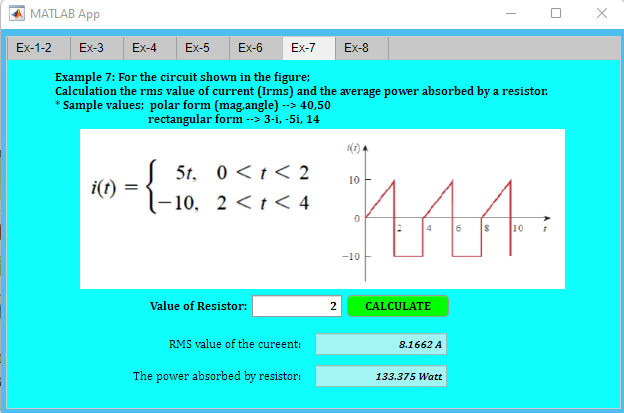 MATLAB App
Ex-1-2 Ex-3 Ex-4 Ex-5 Ex-6 Ex-7 Ex-8
Example 7: For the circuit shown in the figure;
Calculation the rms value of current (Irms) and the average power absorbed by a resistor.
* Sample values; polar form (mag,angle) --> 40,50
rectangular form --> 3-i, -5i, 14
i(t) = { 5t, 0 < t < 2
-10, 2 < t < 4
i(t)
10
0
2 4 6 8 10 t
-10
Value of Resistor: 2 CALCULATE
RMS value of the cureent: 8.1662 A
The power absorbed by resistor: 133.375 Watt